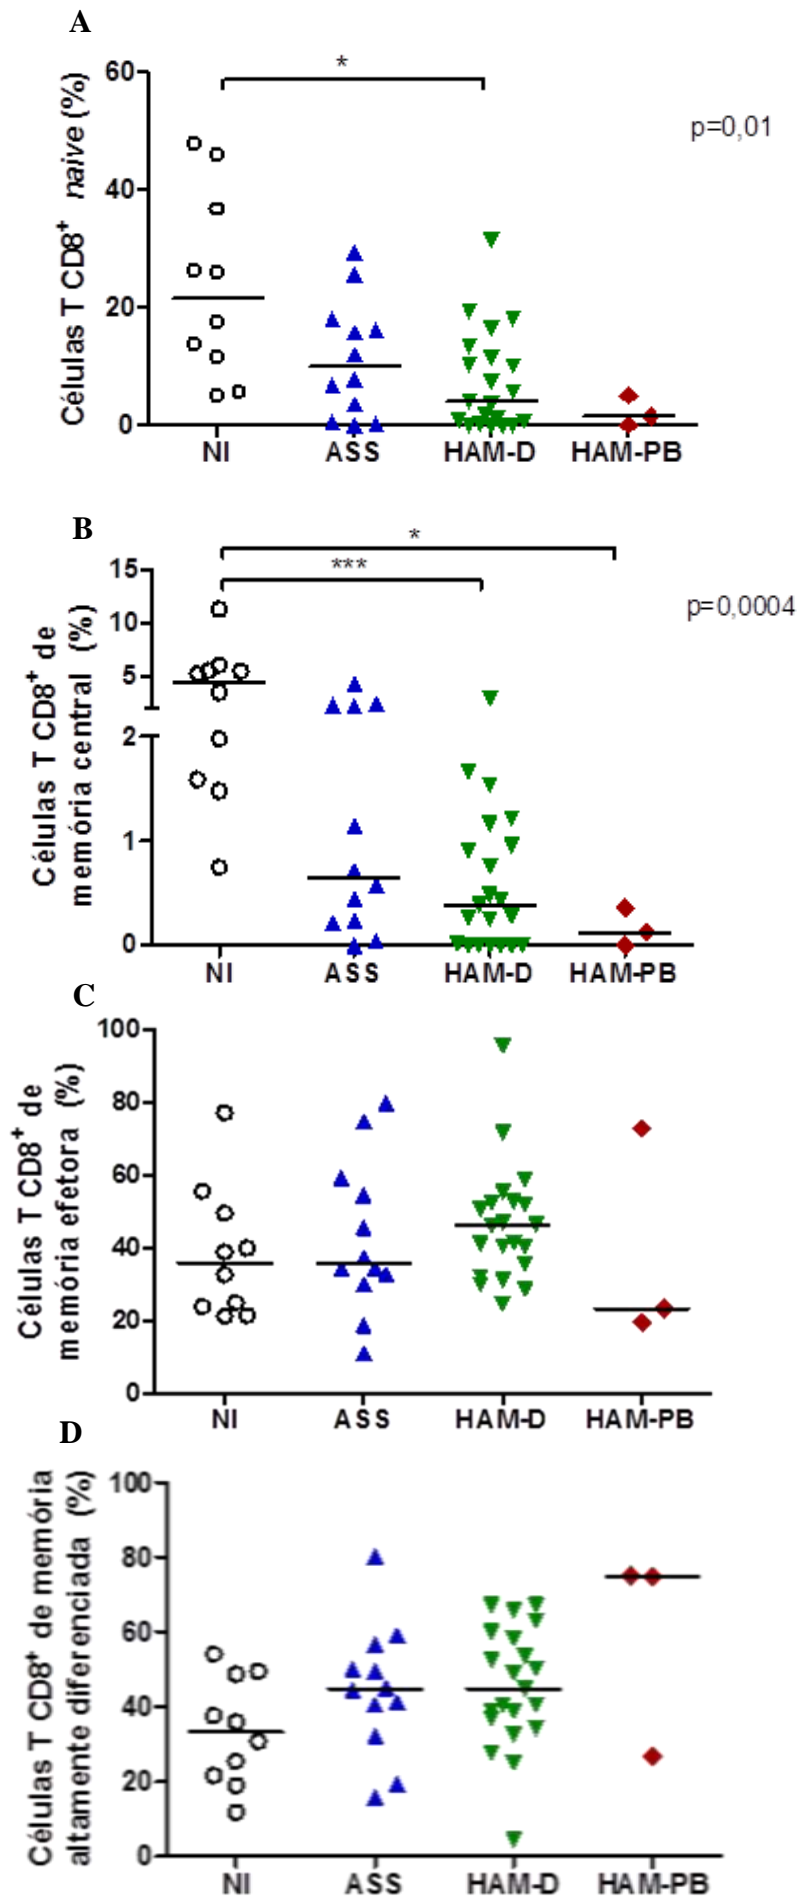 A
Células T CD8⁺ naive (%)
60
40
20
0
*
p=0,01
NI ASS HAM-D HAM-PB
B
Células T CD8⁺ de
memória central (%)
15
10
5
2
1
0
*
***
p=0,0004
NI ASS HAM-D HAM-PB
C
Células T CD8⁺ de
memória efetora (%)
100
80
60
40
20
0
NI ASS HAM-D HAM-PB
D
Células T CD8⁺ de memória
altamente diferenciada (%)
100
80
60
40
20
0
NI ASS HAM-D HAM-PB